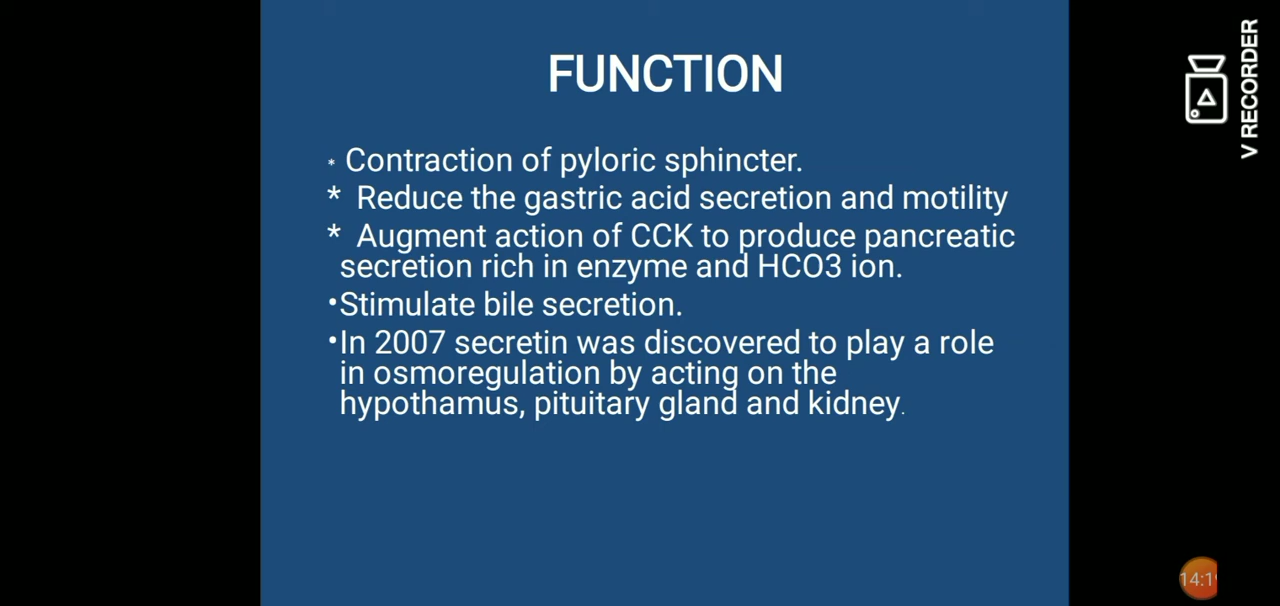 FUNCTION
* Contraction of pyloric sphincter.
* Reduce the gastric acid secretion and motility
* Augment action of CCK to produce pancreatic
secretion rich in enzyme and HCO3 ion.
•Stimulate bile secretion.
•In 2007 secretin was discovered to play a role
in osmoregulation by acting on the
hypothamus, pituitary gland and kidney.
V RECORDER